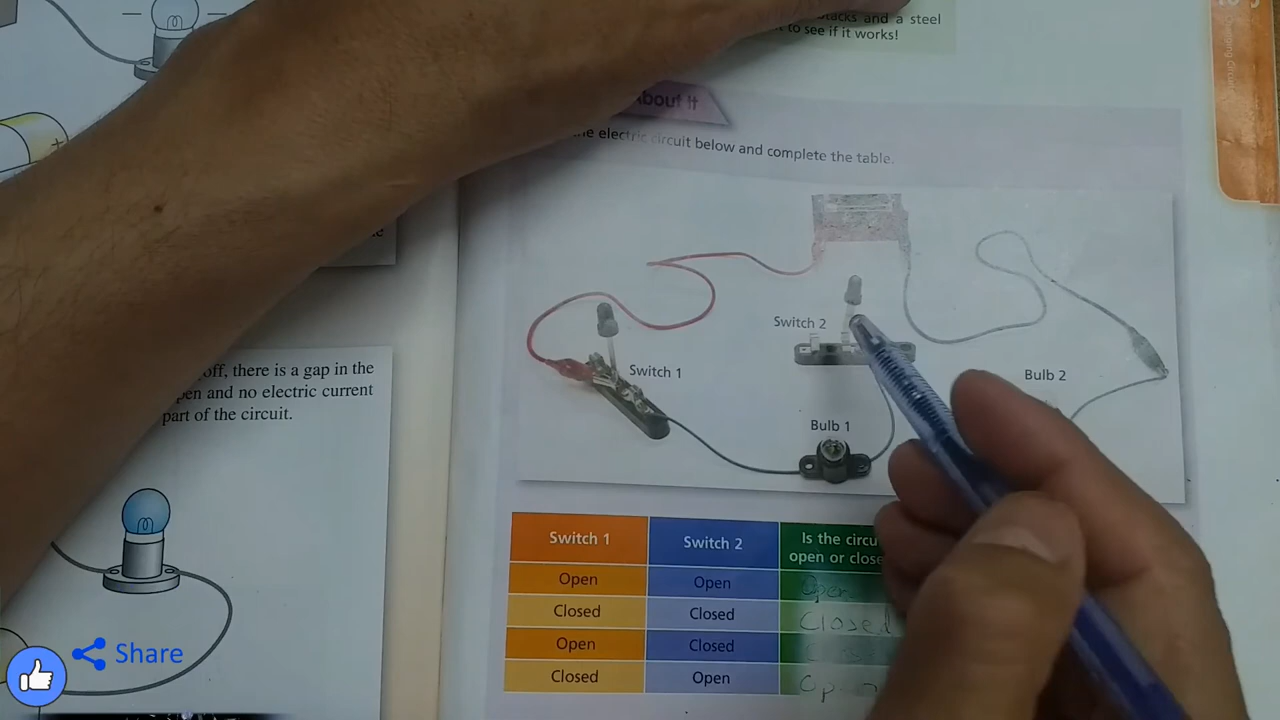 tacks and a steel
to see if it works!
About It
the electric circuit below and complete the table.
Switch 2
Switch 1
Bulb 2
Bulb 1
off, there is a gap in the
pen and no electric current
part of the circuit.
Switch 1 Switch 2 Is the circu
open or close
Open Open Open
Closed Closed Closed
Open Closed
Closed Open Open
Share